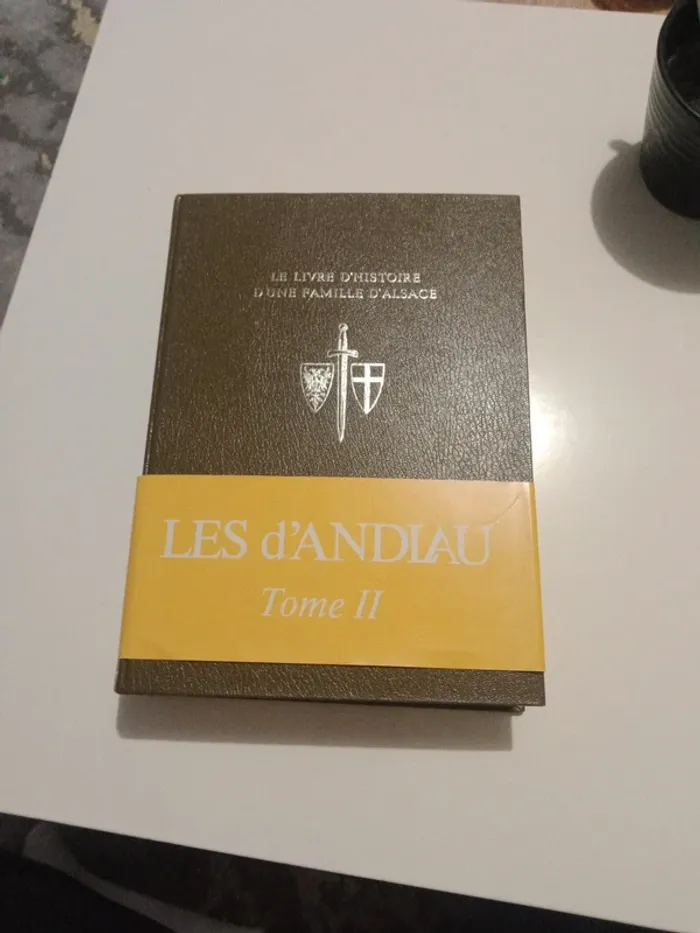 LE LIVRE D'HISTOIRE
D'UNE FAMILLE D'ALSACE
LES d'ANDLAU
Tome II